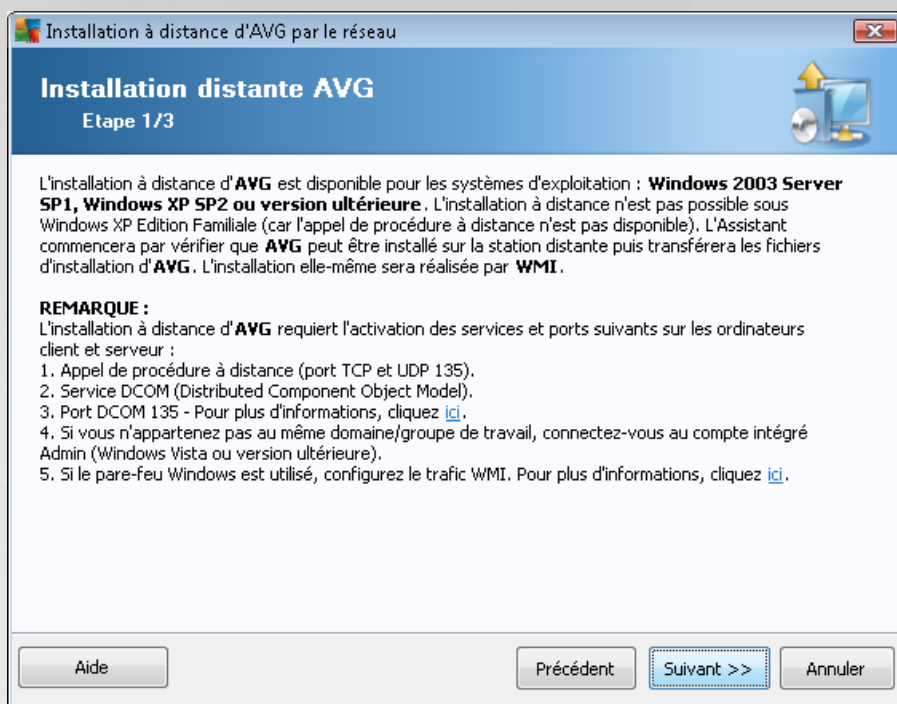 Installation à distance d'AVG par le réseau
Installation distante AVG
Etape 1/3
L'installation à distance d'AVG est disponible pour les systèmes d'exploitation : Windows 2003 Server
SP1, Windows XP SP2 ou version ultérieure. L'installation à distance n'est pas possible sous
Windows XP Edition Familiale (car l'appel de procédure à distance n'est pas disponible). L'Assistant
commencera par vérifier que AVG peut être installé sur la station distante puis transférera les fichiers
d'installation d'AVG. L'installation elle-même sera réalisée par WMI.
REMARQUE :
L'installation à distance d'AVG requiert l'activation des services et ports suivants sur les ordinateurs
client et serveur :
1. Appel de procédure à distance (port TCP et UDP 135).
2. Service DCOM (Distributed Component Object Model).
3. Port DCOM 135 - Pour plus d'informations, cliquez ici.
4. Si vous n'appartenez pas au même domaine/groupe de travail, connectez-vous au compte intégré
Admin (Windows Vista ou version ultérieure).
5. Si le pare-feu Windows est utilisé, configurez le trafic WMI. Pour plus d'informations, cliquez ici.
Aide
Précédent
Suivant >>
Annuler